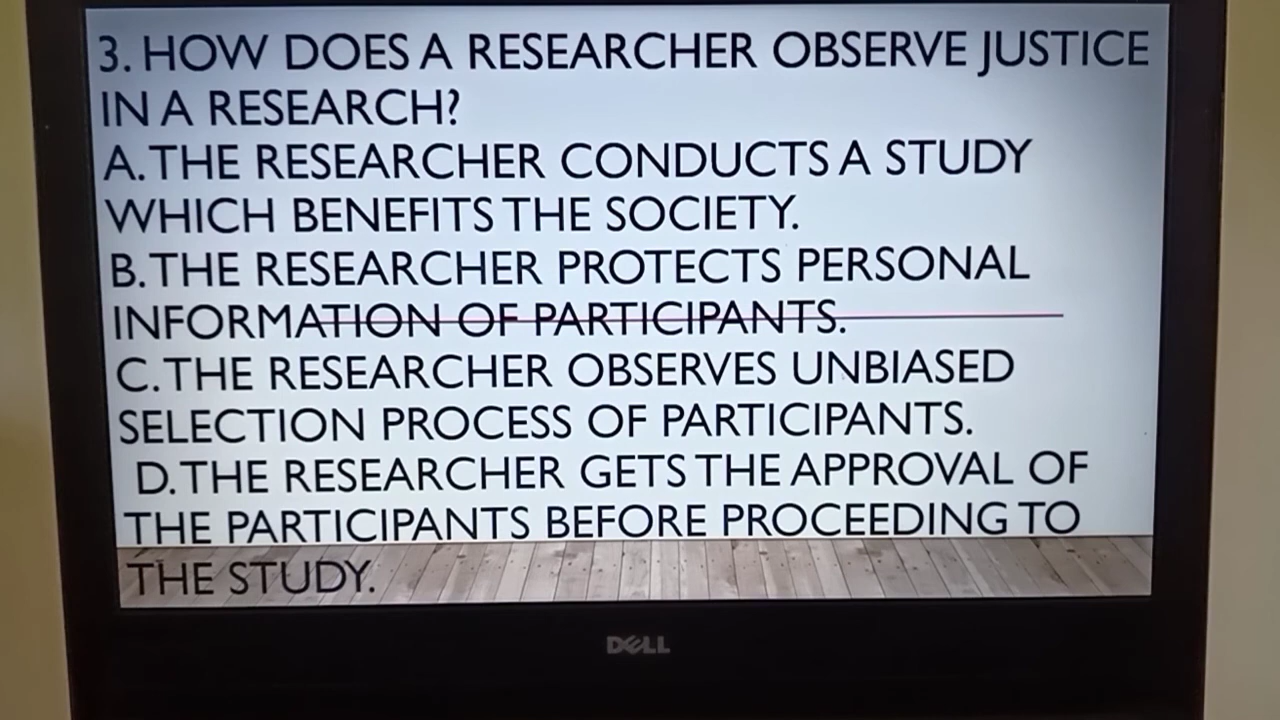 3. HOW DOES A RESEARCHER OBSERVE JUSTICE
IN A RESEARCH?
A. THE RESEARCHER CONDUCTS A STUDY
WHICH BENEFITS THE SOCIETY.
B. THE RESEARCHER PROTECTS PERSONAL
INFORMATION OF PARTICIPANTS.
C. THE RESEARCHER OBSERVES UNBIASED
SELECTION PROCESS OF PARTICIPANTS.
D. THE RESEARCHER GETS THE APPROVAL OF
THE PARTICIPANTS BEFORE PROCEEDING TO
THE STUDY.
DELL